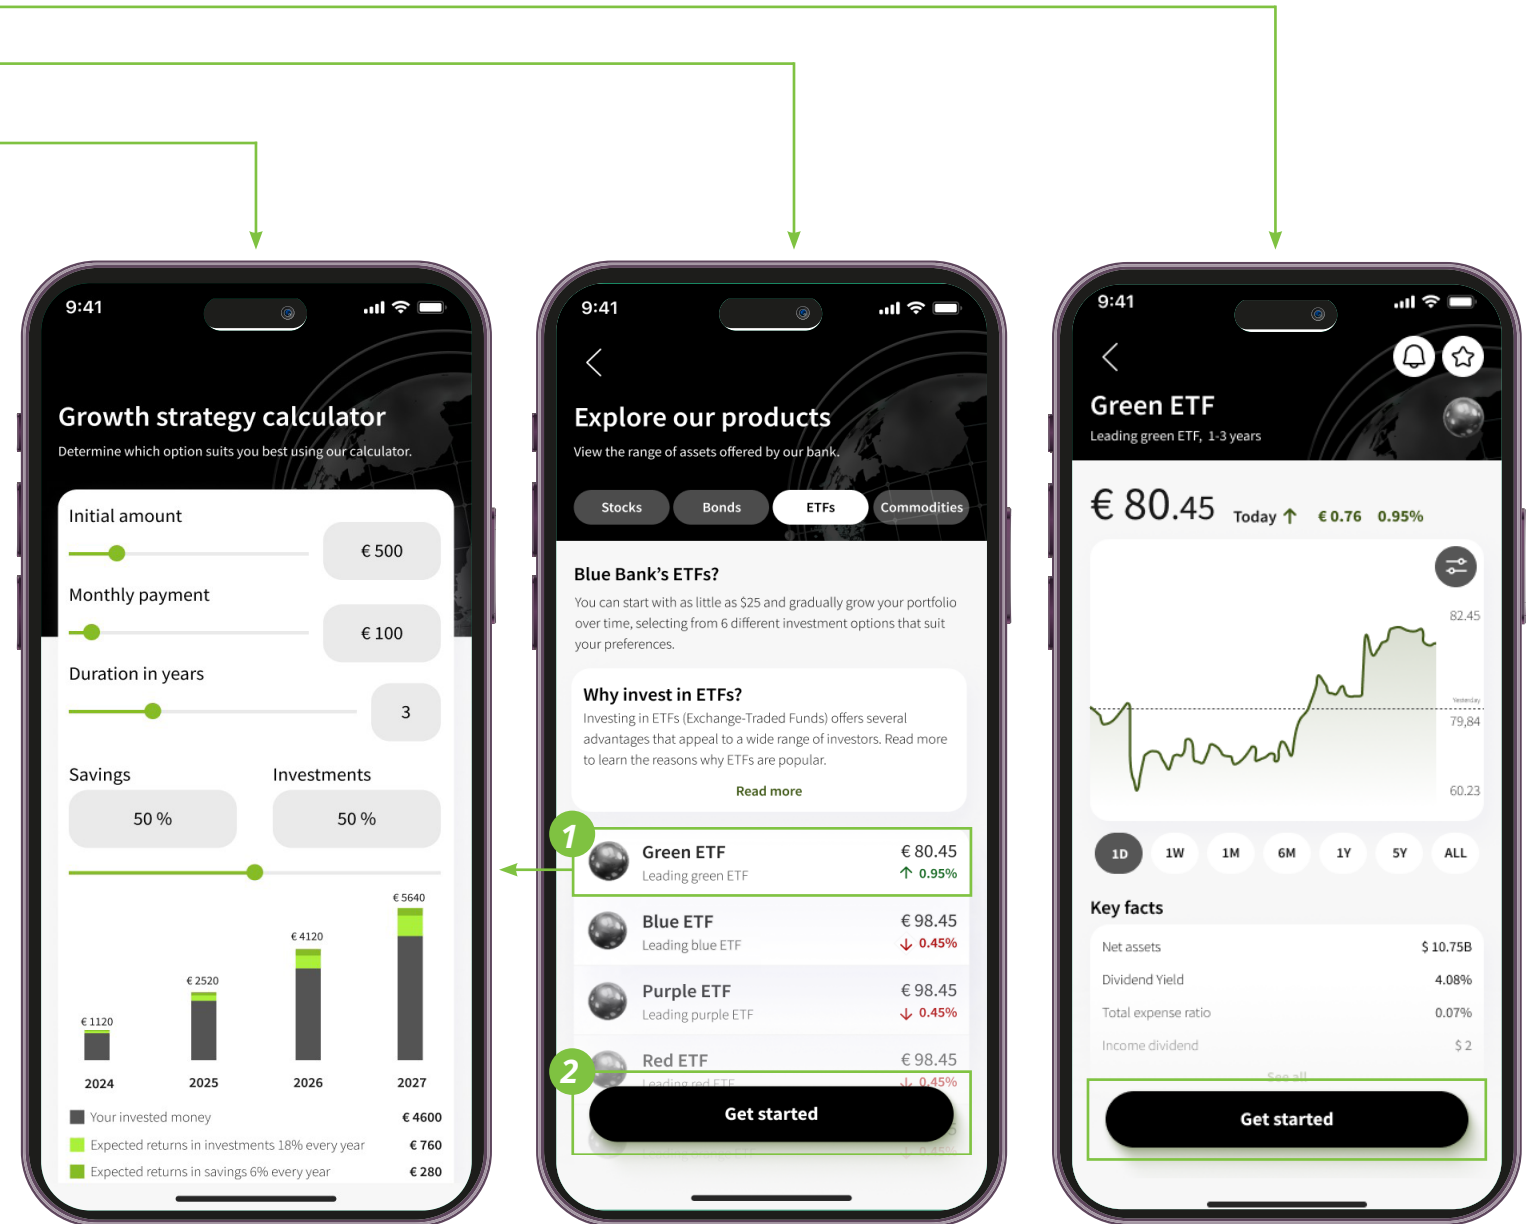 9:41
Growth strategy calculator
Determine which option suits you best using our calculator.
Initial amount
€ 500
Monthly payment
€ 100
Duration in years
3
Savings
Investments
50 %
50 %
€ 1120
€ 2520
€ 4120
€ 5640
2024
2025
2026
2027
Your invested money € 4600
Expected returns in investments 18% every year € 760
Expected returns in savings 6% every year € 280
9:41
Explore our products
View the range of assets offered by our bank.
Stocks
Bonds
ETFs
Commodities
Blue Bank’s ETFs?
You can start with as little as $25 and gradually grow your portfolio
over time, selecting from 6 different investment options that suit
your preferences.
Why invest in ETFs?
Investing in ETFs (Exchange-Traded Funds) offers several
advantages that appeal to a wide range of investors. Read more
to learn the reasons why ETFs are popular.
Read more
1
Green ETF € 80.45
Leading green ETF 0.95%
Blue ETF € 98.45
Leading blue ETF 0.45%
Purple ETF € 98.45
Leading purple ETF 0.45%
Red ETF € 98.45
2
Leading red ETF 0.45%
Get started
9:41
Green ETF
Leading green ETF, 1-3 years
€ 80.45 Today € 0.76 0.95%
82.45
Yesterday
79,84
60.23
1D
1W
1M
6M
1Y
5Y
ALL
Key facts
Net assets $ 10.75B
Dividend Yield 4.08%
Total expense ratio 0.07%
Income dividend $ 2
See all
Get started